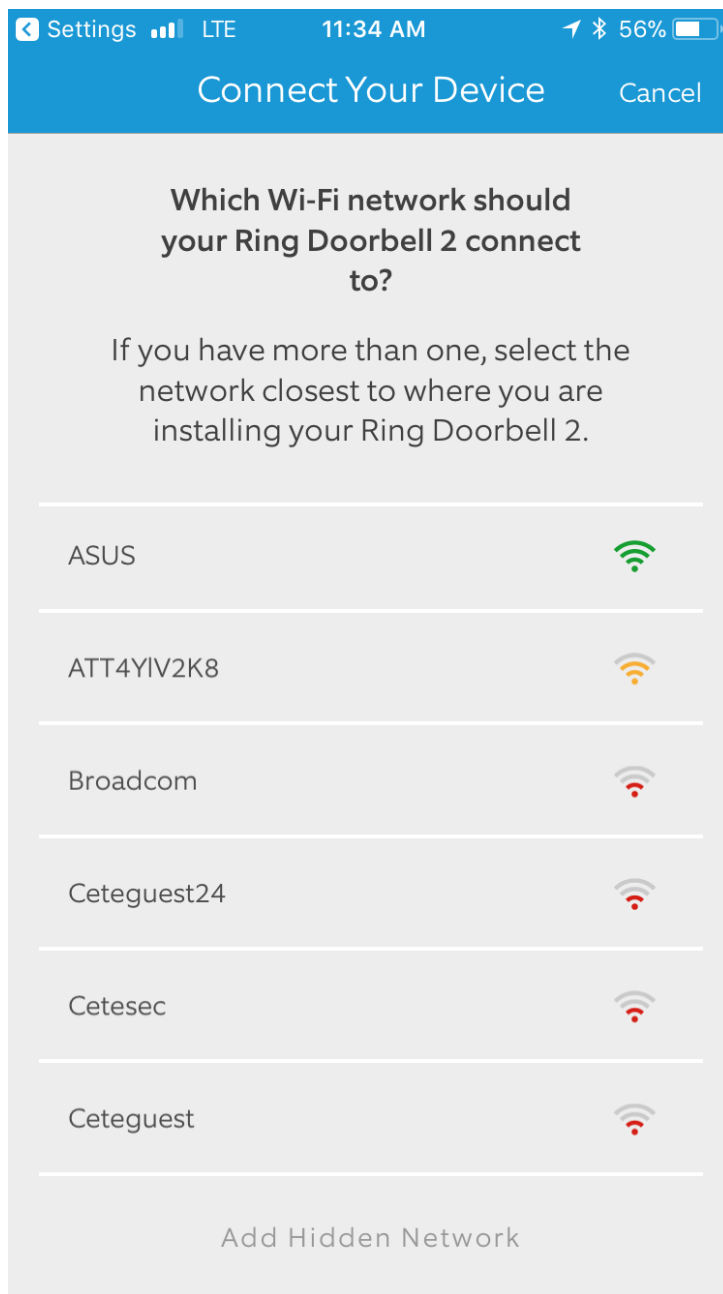 Settings LTE 11:34 AM 56%
Connect Your Device Cancel
Which Wi-Fi network should
your Ring Doorbell 2 connect
to?
If you have more than one, select the
network closest to where you are
installing your Ring Doorbell 2.
ASUS
ATT4YlV2K8
Broadcom
Ceteguest24
Cetesec
Ceteguest
Add Hidden Network